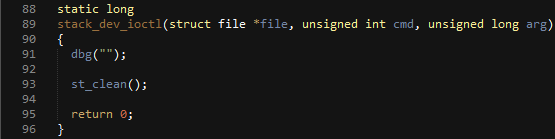 88 static long
89 stack_dev_ioctl(struct file *file, unsigned int cmd, unsigned long arg)
90 {
91     dbg("");
92
93     st_clean();
94
95     return 0;
96 }